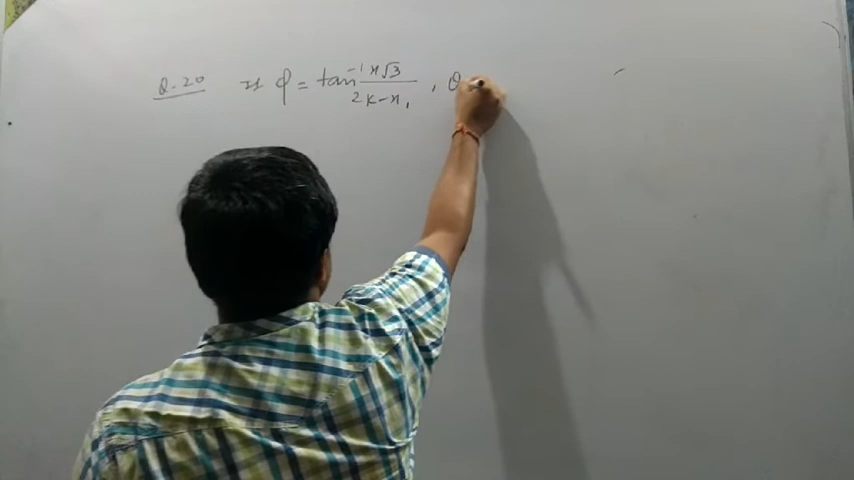 Q.20 If φ = tan⁻¹ x√3 / 2k-x, θ